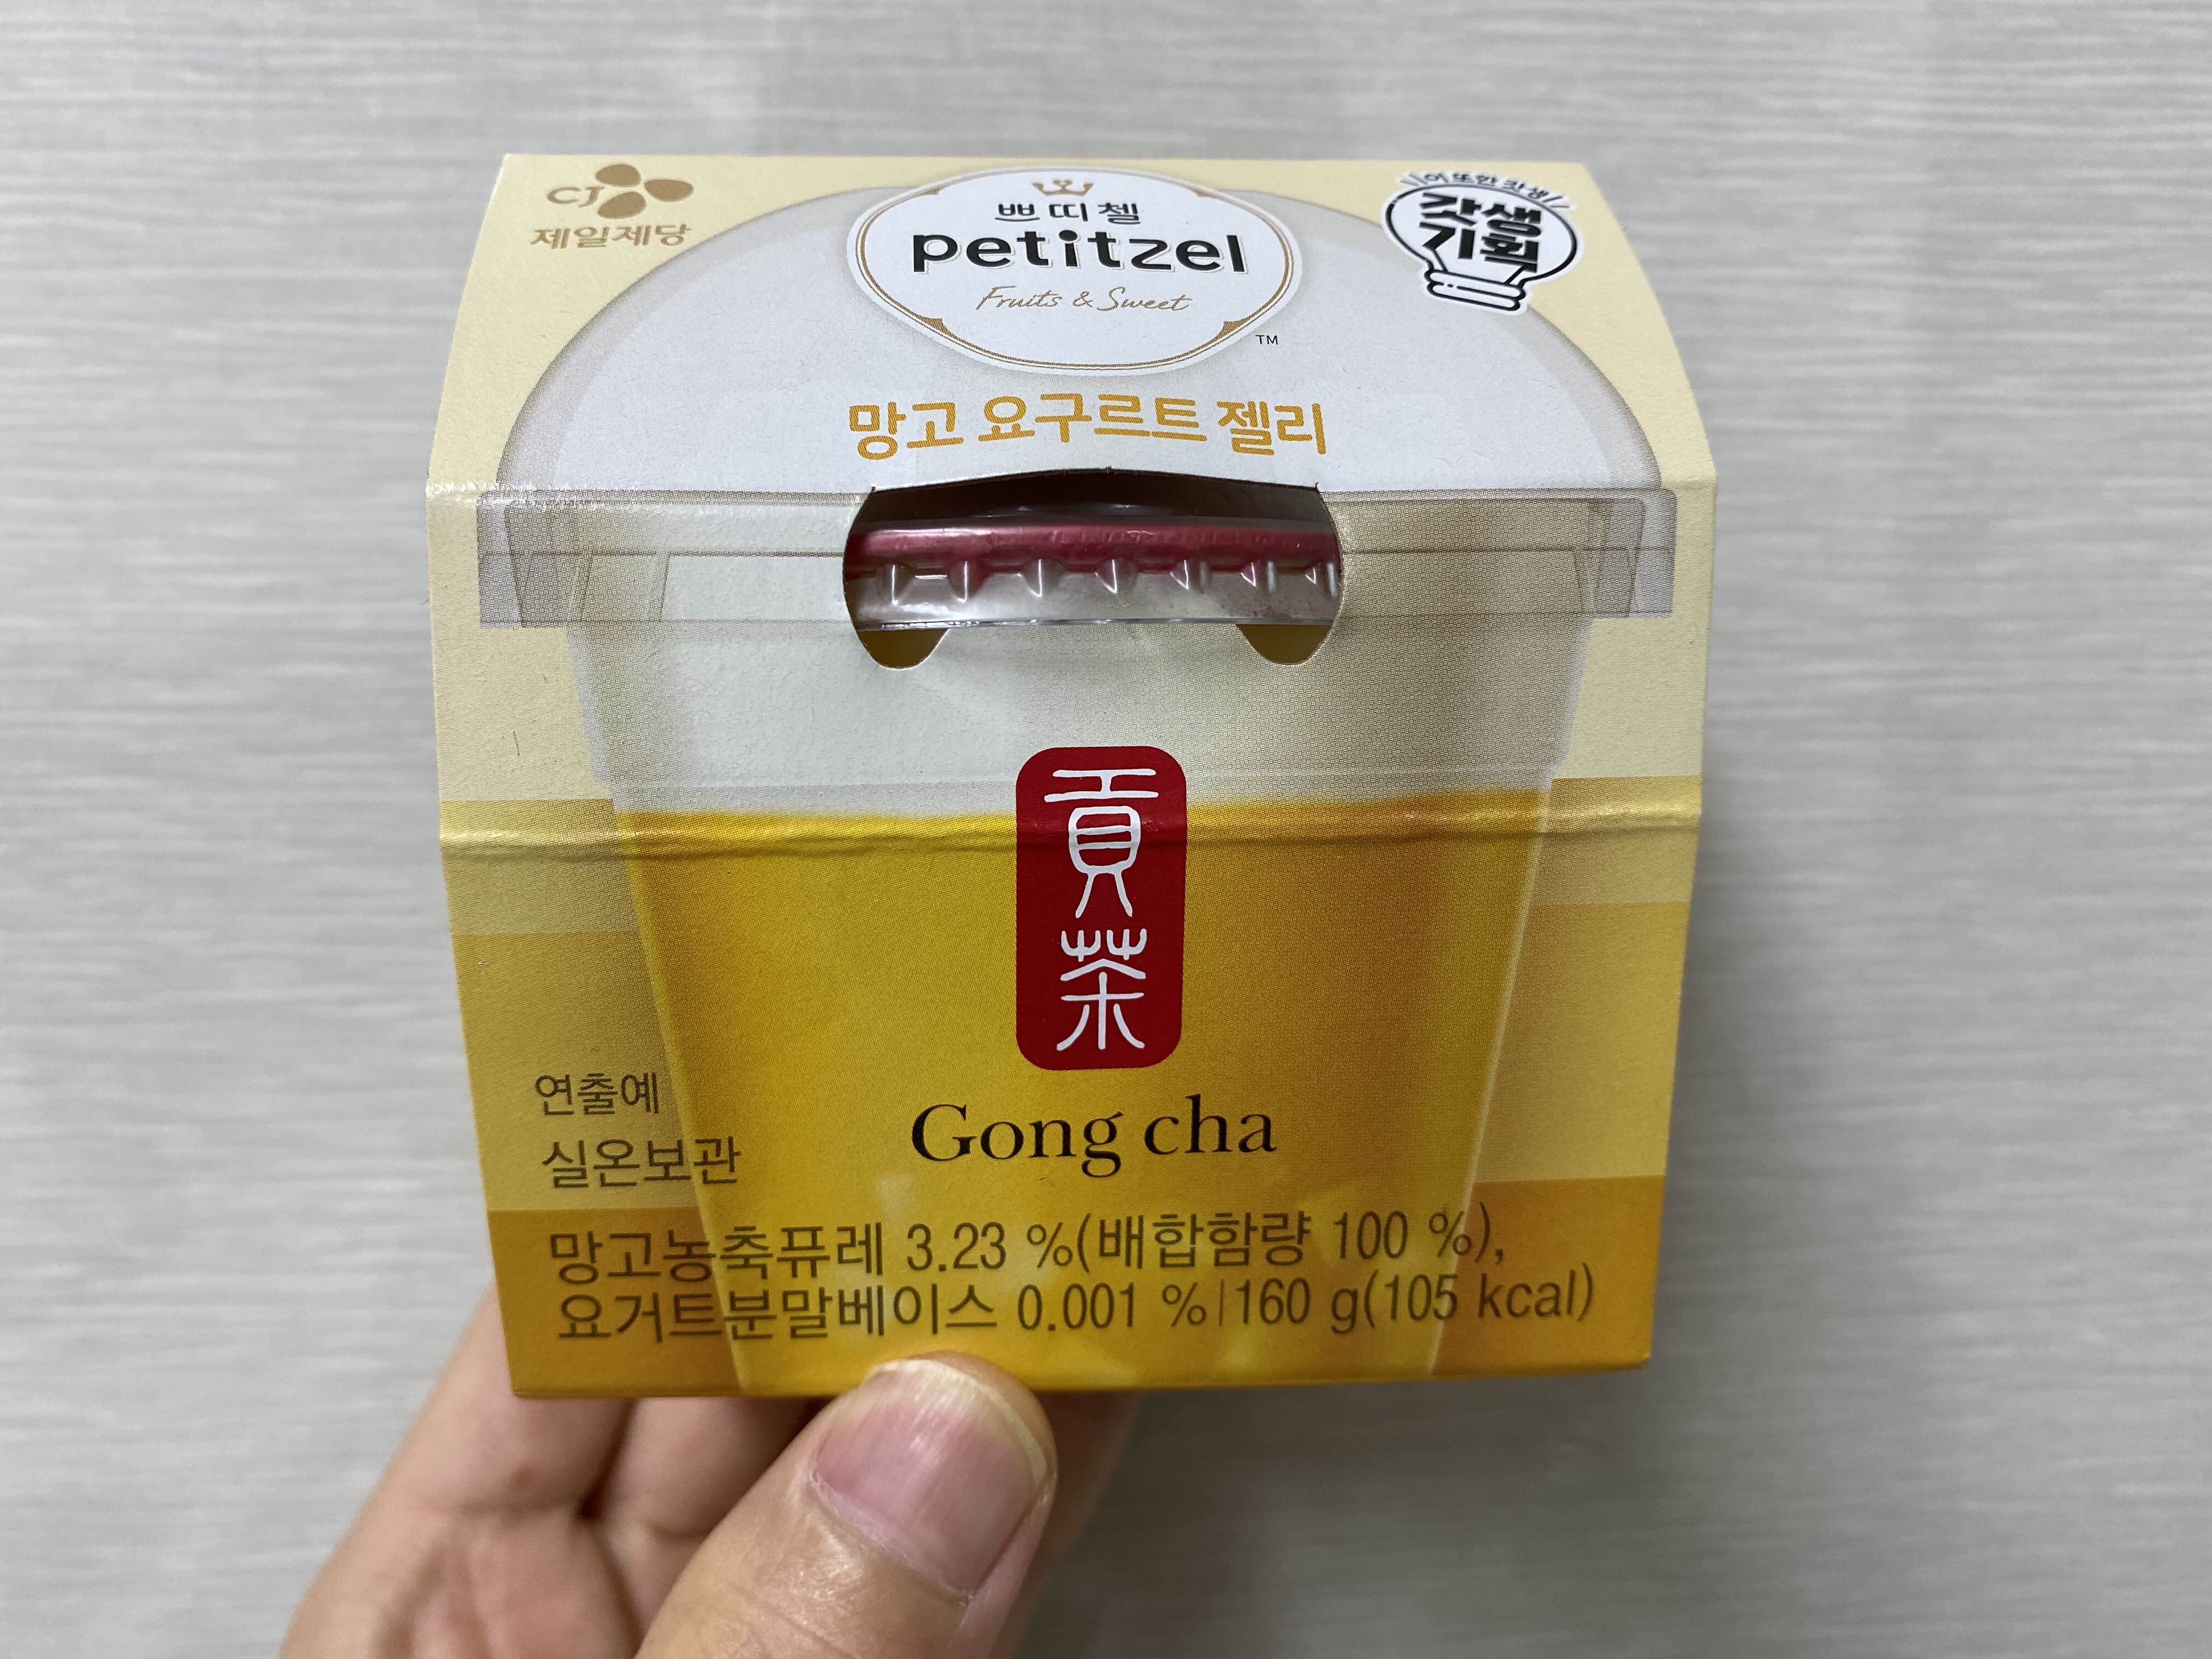 CJ
제일제당
쁘띠첼
petitzel
Fruits & Sweet
TM
이 또한 갓생
갓생
기획
망고 요구르트 젤리
貢
茶
Gong cha
연출예
실온보관
망고농축퓨레 3.23 %(배합함량 100 %),
요거트분말베이스 0.001 %|160 g(105 kcal)